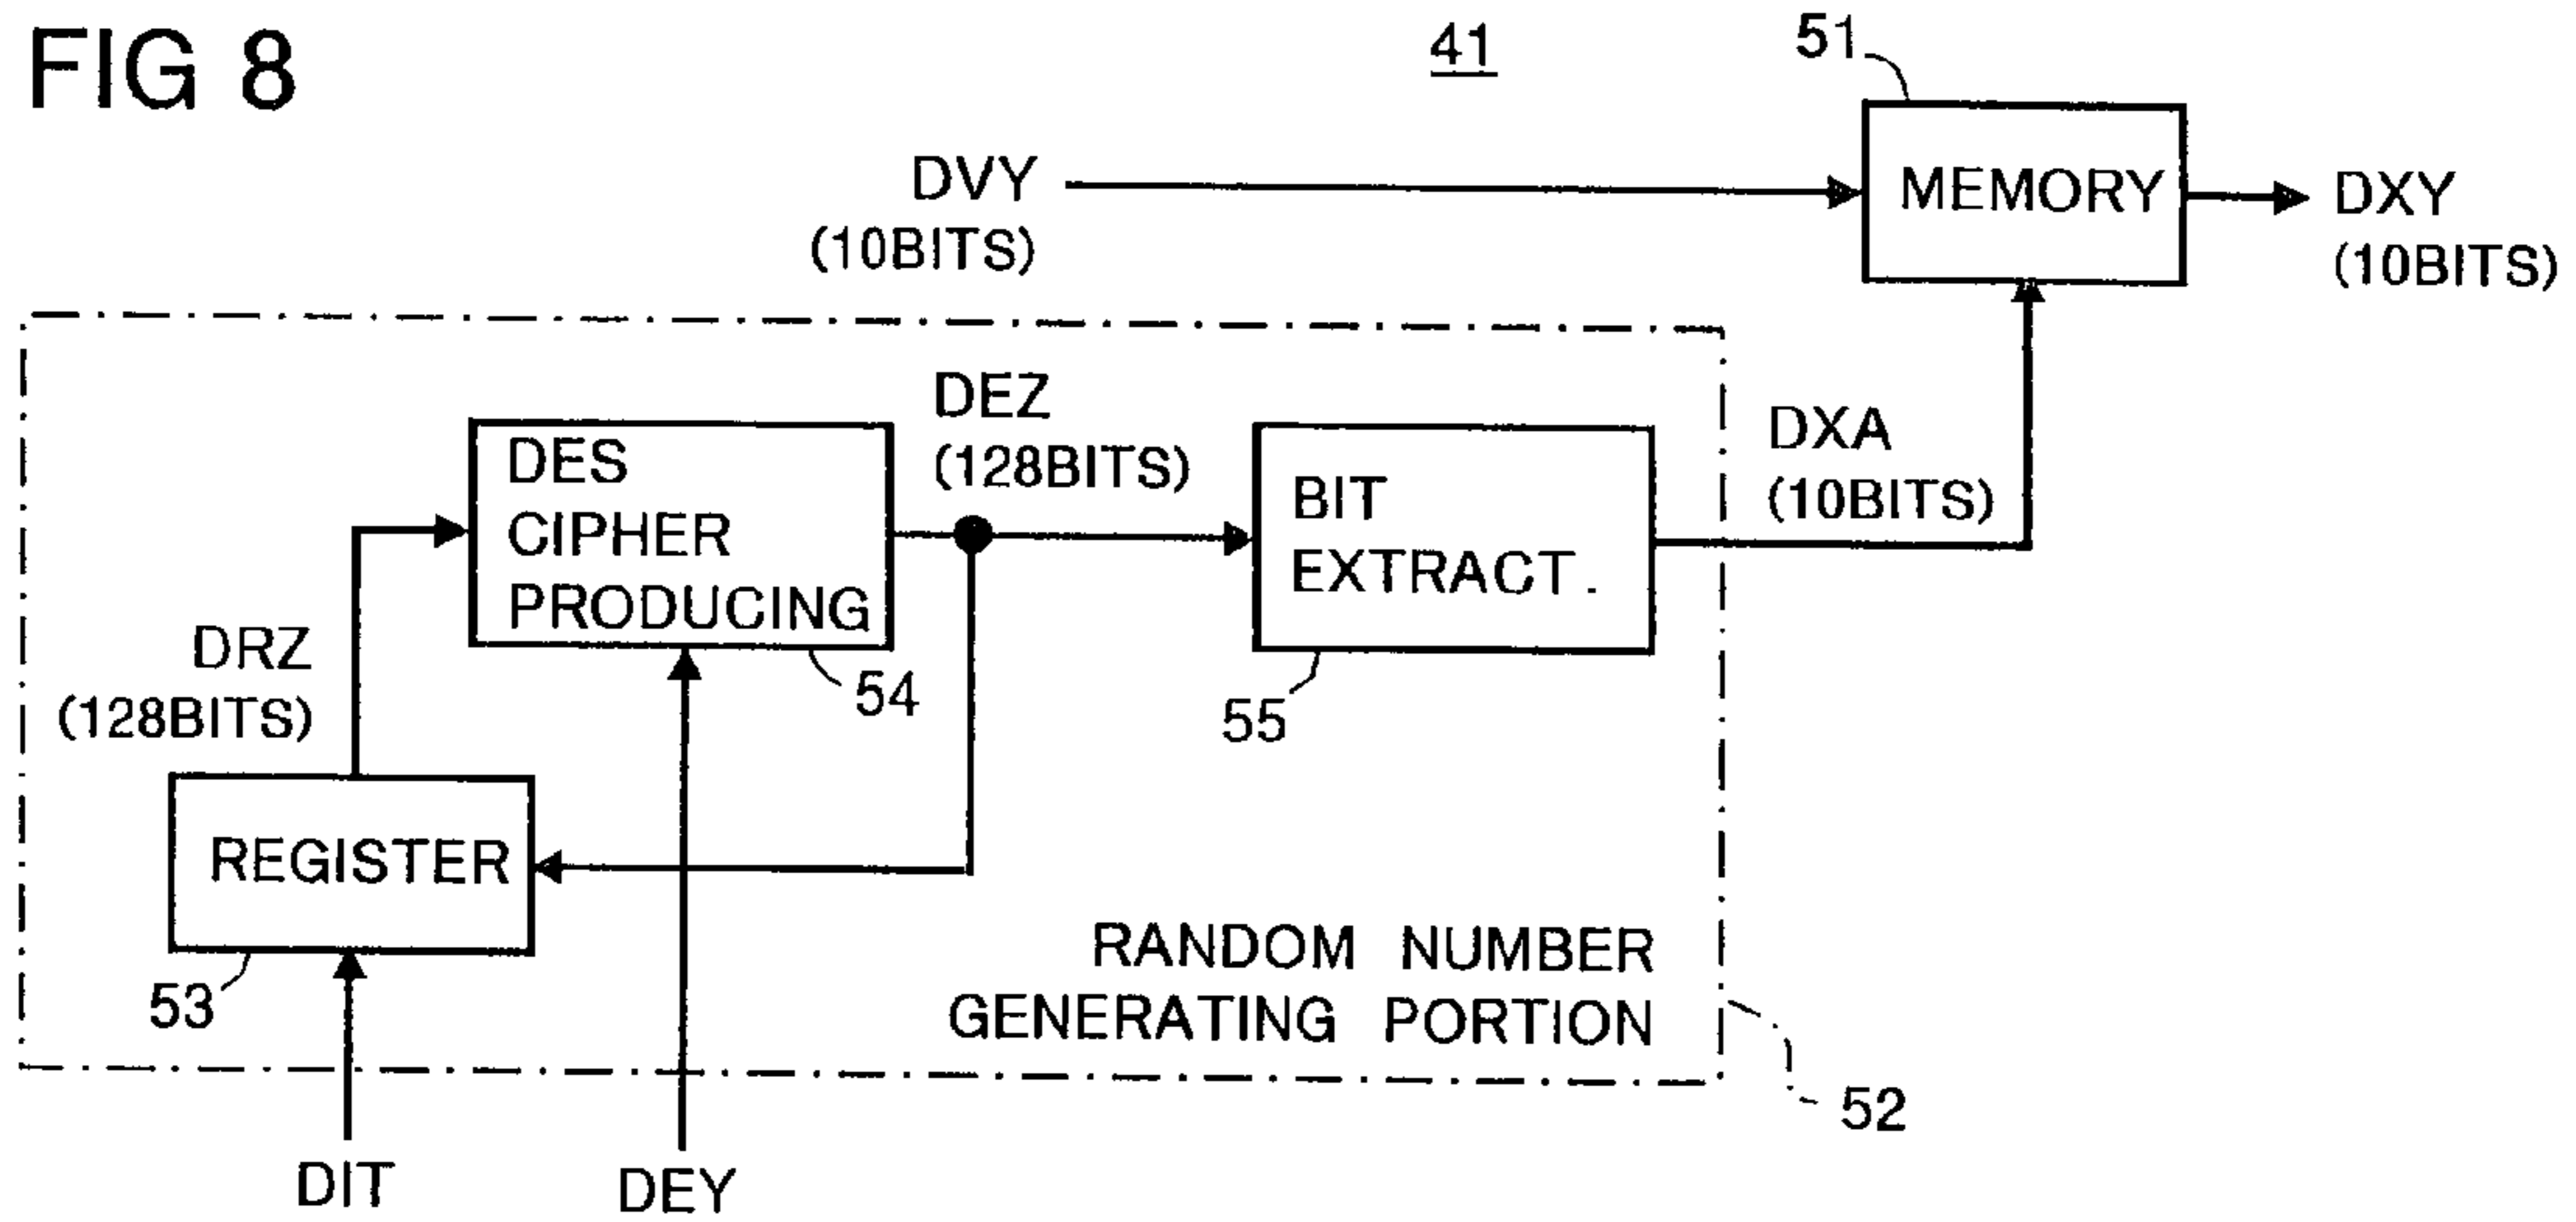 FIG 8
41
51
DVY
(10BITS)
MEMORY
DXY
(10BITS)
DES
CIPHER
PRODUCING
DEZ
(128BITS)
BIT
EXTRACT.
DXA
(10BITS)
DRZ
(128BITS)
54
55
REGISTER
53
RANDOM NUMBER
GENERATING PORTION
52
DIT
DEY